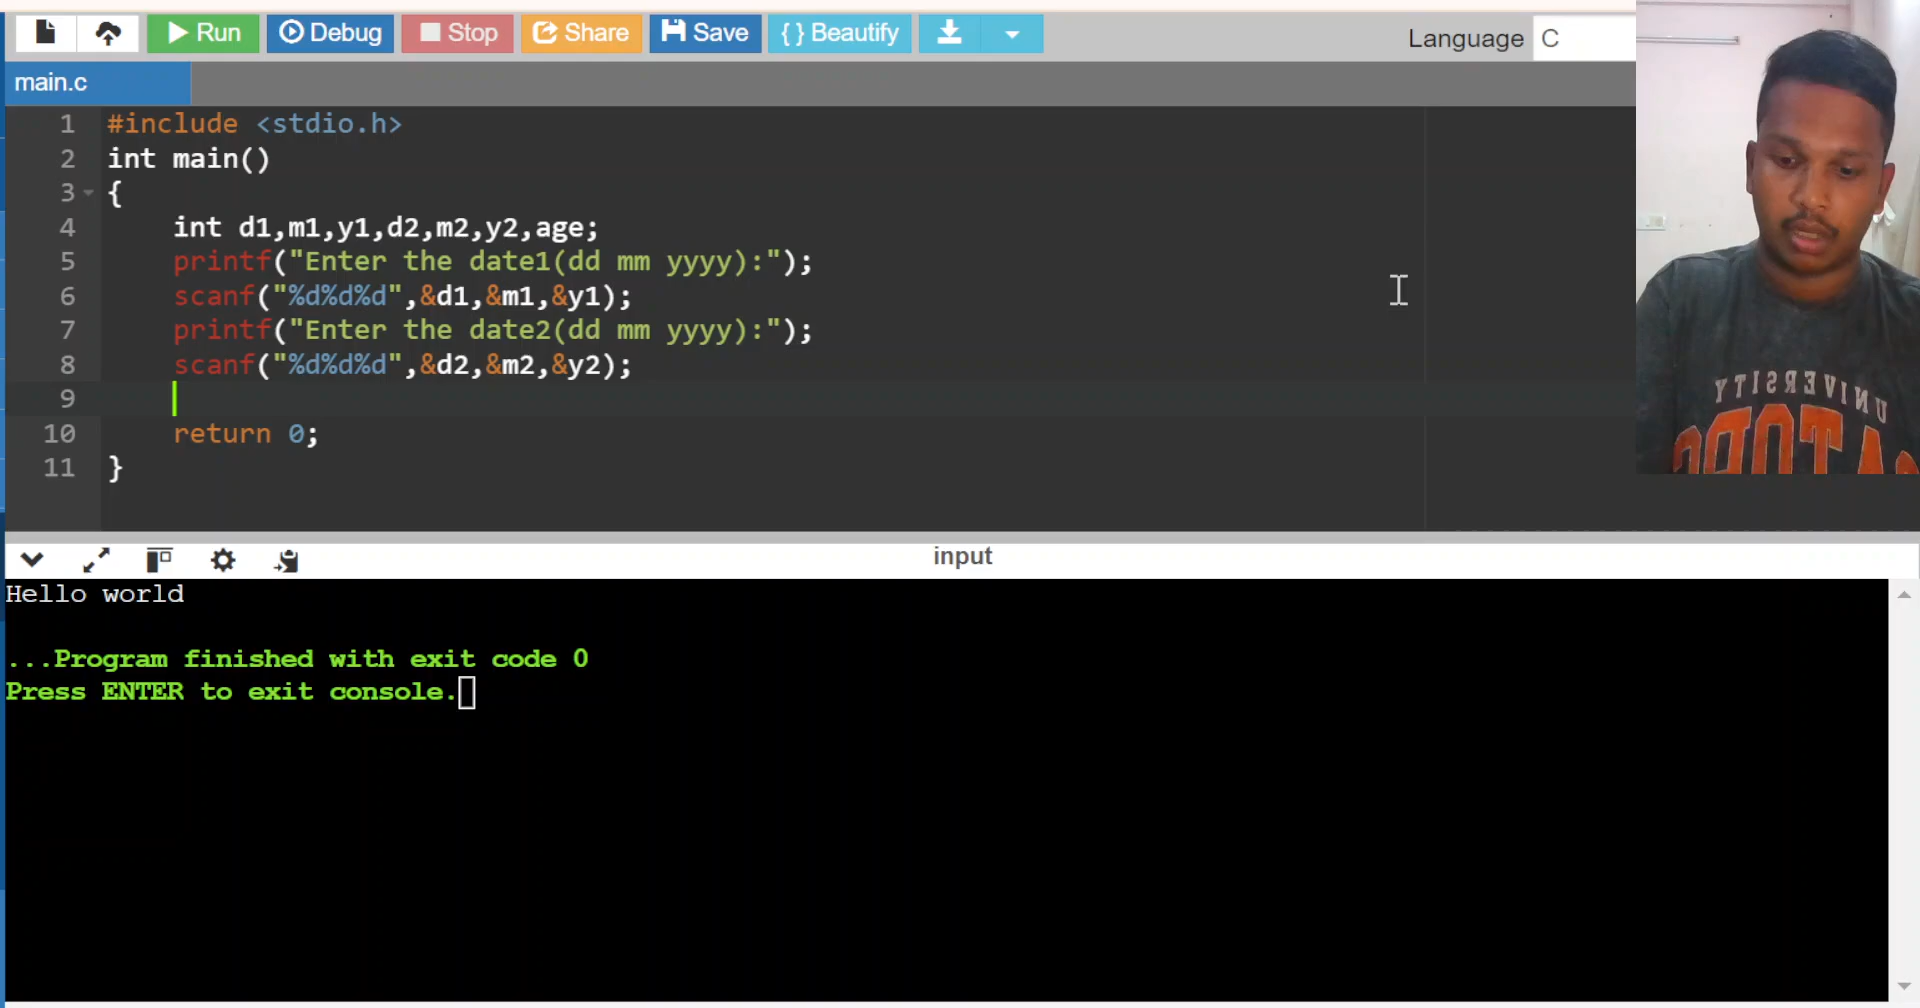 Run Debug Stop Share Save { } Beautify Language C
main.c
1 #include <stdio.h>
2 int main()
3 {
4 int d1,m1,y1,d2,m2,y2,age;
5 printf("Enter the date1(dd mm yyyy):");
6 scanf("%d%d%d",&d1,&m1,&y1);
7 printf("Enter the date2(dd mm yyyy):");
8 scanf("%d%d%d",&d2,&m2,&y2);
9
10 return 0;
11 }
UNIVERSITY
input
Hello world
...Program finished with exit code 0
Press ENTER to exit console.